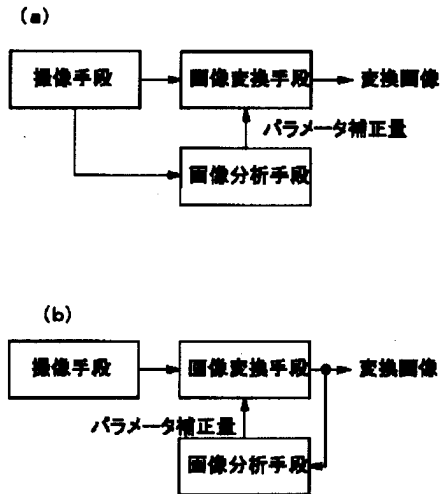 (a)
撮像手段
画像変換手段
変換画像
パラメータ補正量
画像分析手段
(b)
撮像手段
画像変換手段
変換画像
パラメータ補正量
画像分析手段